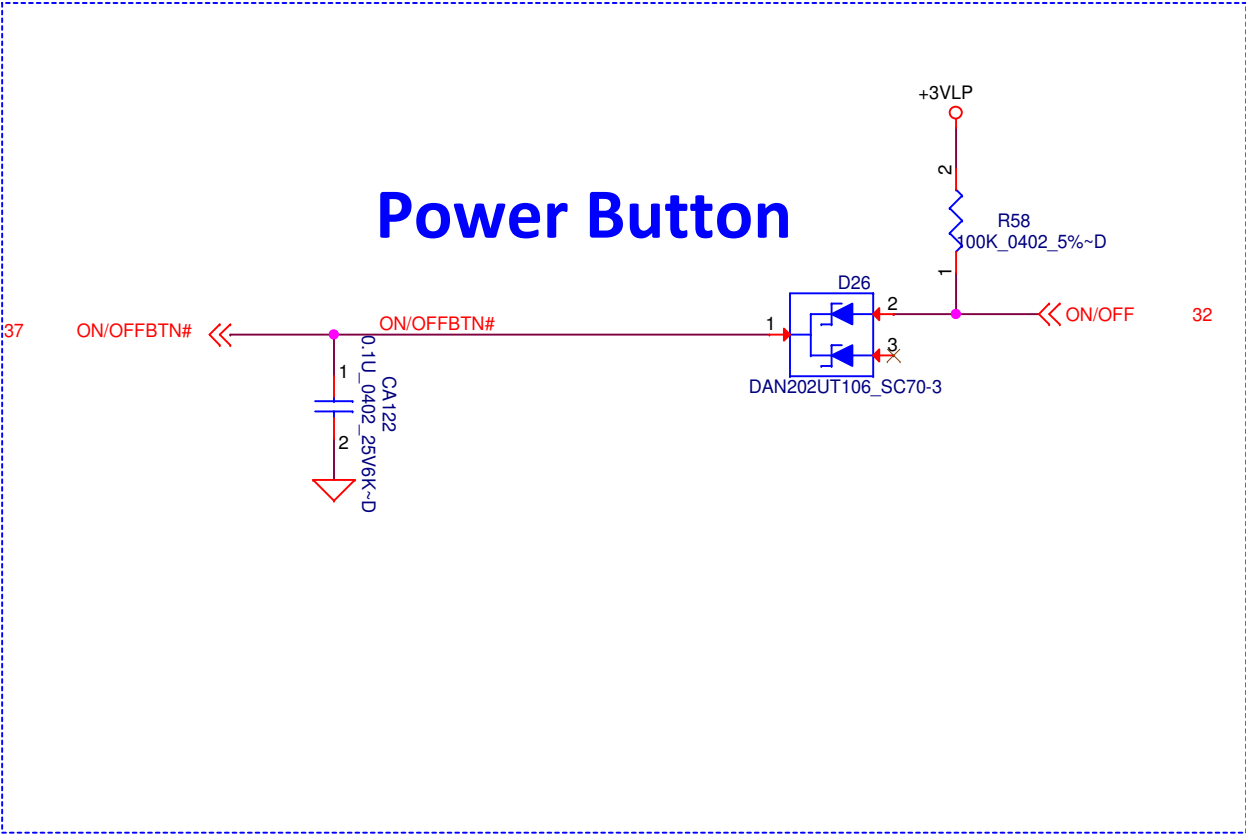 +3VLP
2
Power Button
R58
100K_0402_5%~D
1
D26
2
ON/OFF
32
37
ON/OFFBTN#
ON/OFFBTN#
1
3
DAN202UT106_SC70-3
1
2
CA122
0.1U_0402_25V6K~D